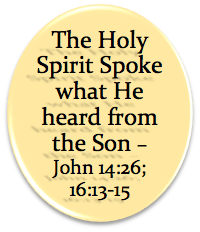 The Holy
Spirit Spoke
what He
heard from
the Son –
John 14:26;
16:13-15